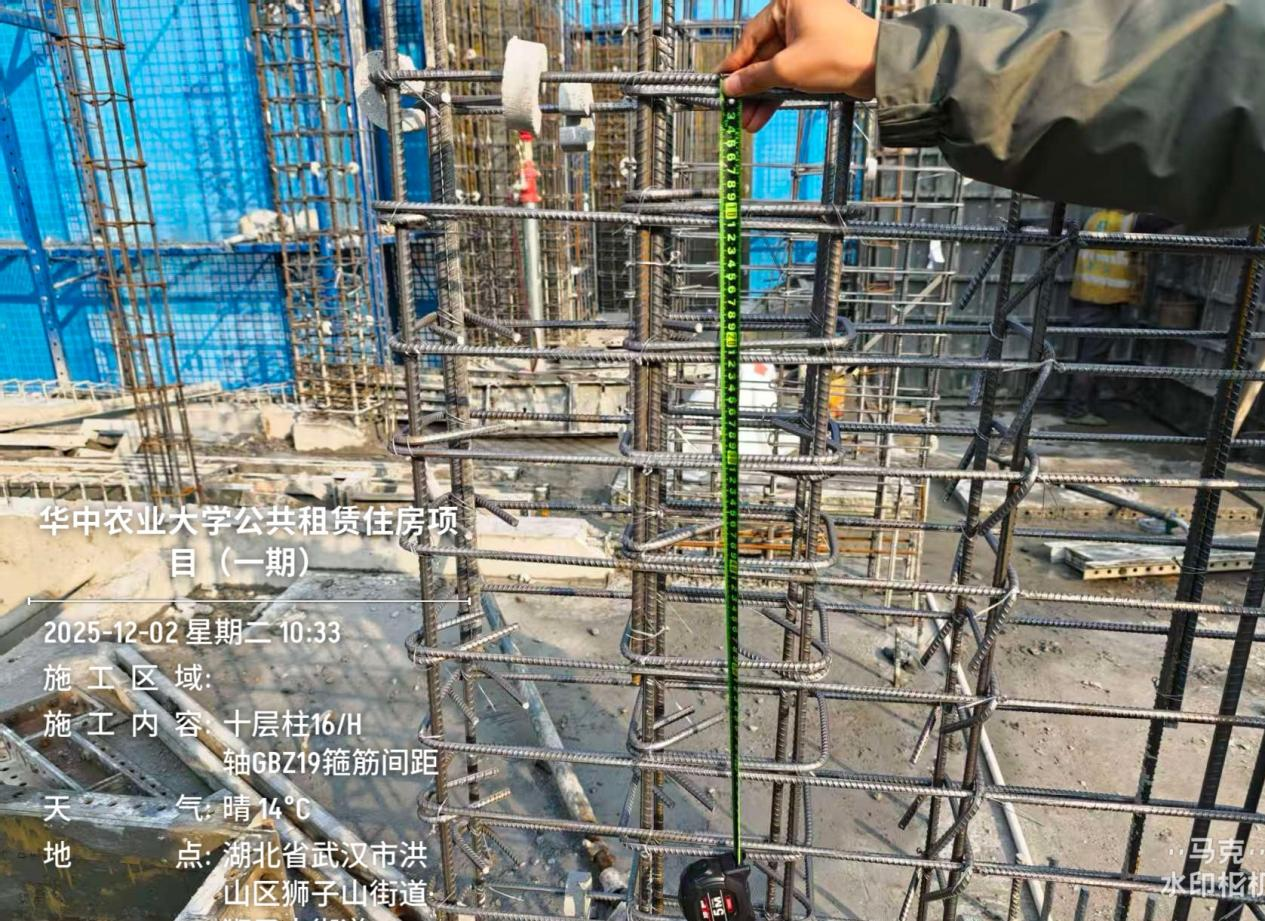 华中农业大学公共租赁住房项
目（一期）
2025-12-02 星期二 10:33
施工区域:
施工内容: 十层柱16/H
轴GBZ19箍筋间距
天气: 晴 14°C
地点: 湖北省武汉市洪
山区狮子山街道
马克
水印相机
5M